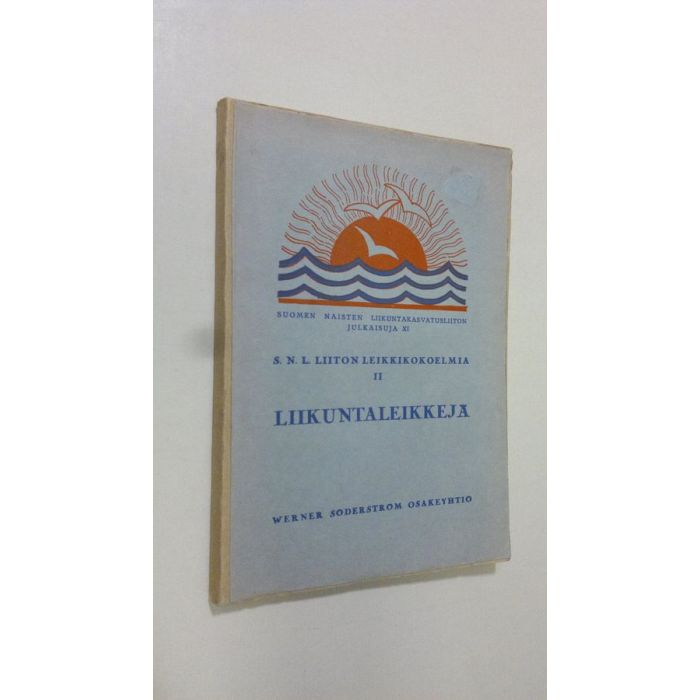 SUOMEN NAISTEN LIIKUNTAKASVATUSLIITON
JULKAISUJA XI
S. N. L. LIITON LEIKKIKOKOELMIA
II
LIIKUNTALEIKKEJÄ
WERNER SÖDERSTRÖM OSAKEYHTIÖ